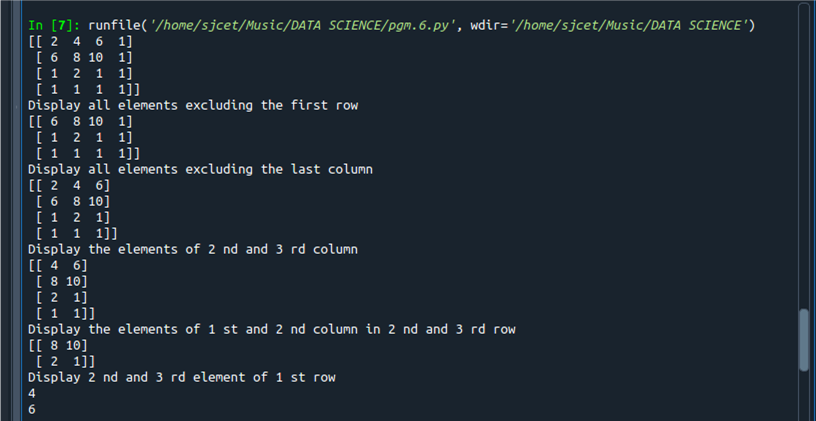 In [7]: runfile('/home/sjcet/Music/DATA SCIENCE/pgm.6.py', wdir='/home/sjcet/Music/DATA SCIENCE')
[[ 2  4  6  1]
 [ 6  8 10  1]
 [ 1  2  1  1]
 [ 1  1  1  1]]
Display all elements excluding the first row
[[ 6  8 10  1]
 [ 1  2  1  1]
 [ 1  1  1  1]]
Display all elements excluding the last column
[[ 2  4  6]
 [ 6  8 10]
 [ 1  2  1]
 [ 1  1  1]]
Display the elements of 2 nd and 3 rd column
[[ 4  6]
 [ 8 10]
 [ 2  1]
 [ 1  1]]
Display the elements of 1 st and 2 nd column in 2 nd and 3 rd row
[[ 8 10]
 [ 2  1]]
Display 2 nd and 3 rd element of 1 st row
4
6